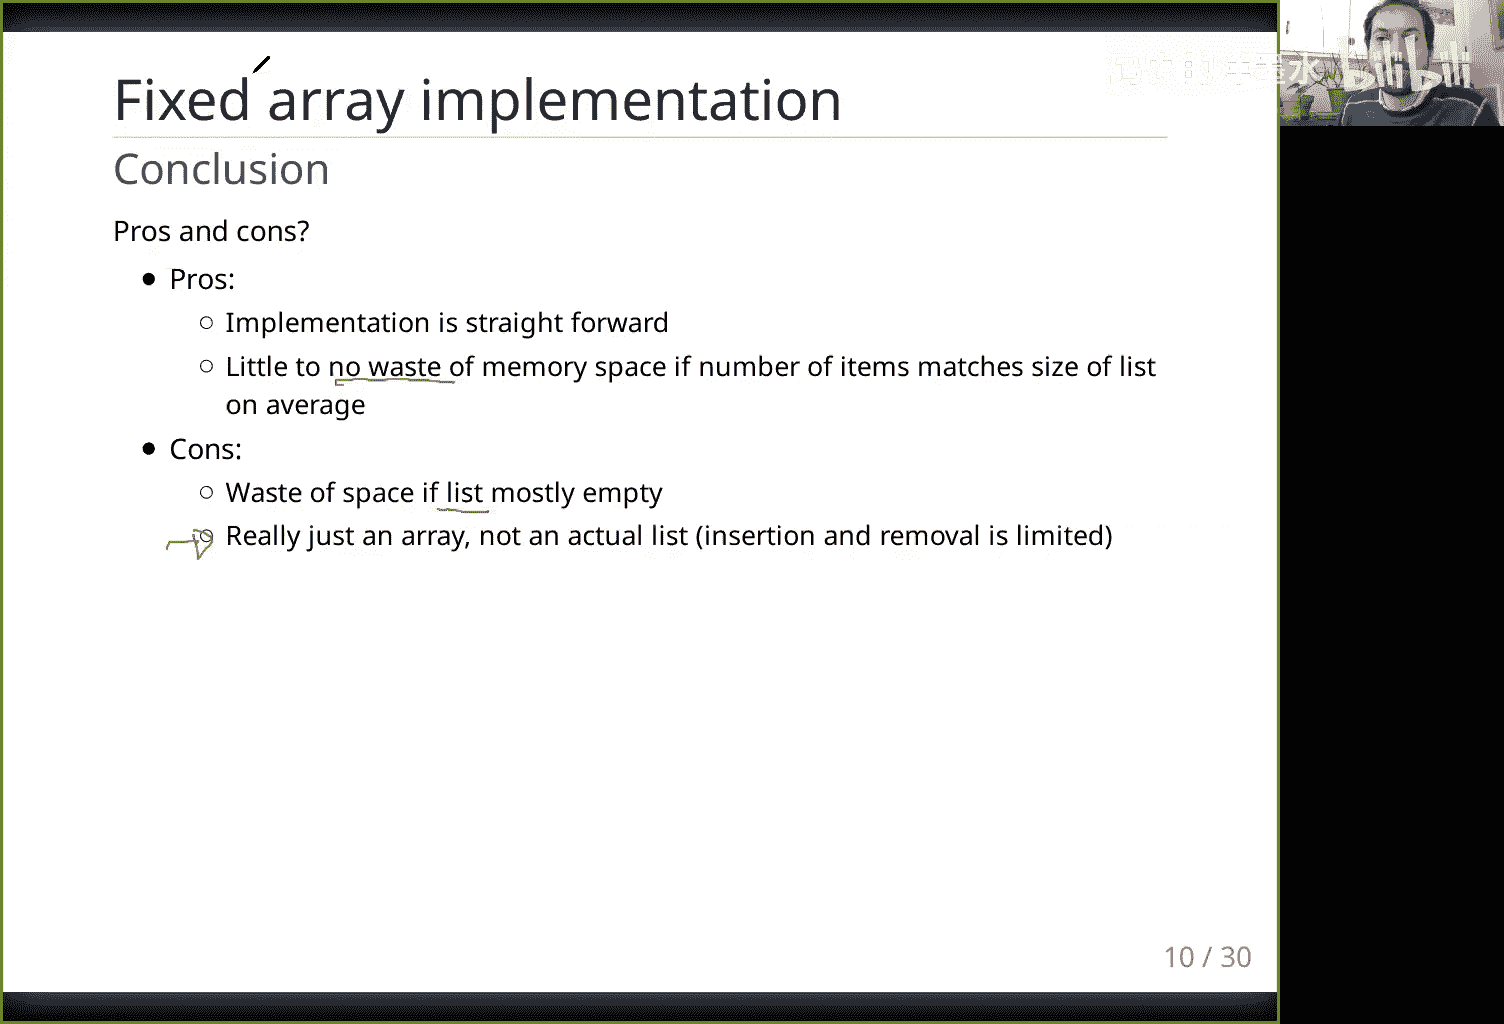 Fixed array implementation
Conclusion
Pros and cons?
Pros:
Implementation is straight forward
Little to no waste of memory space if number of items matches size of list
on average
Cons:
Waste of space if list mostly empty
Really just an array, not an actual list (insertion and removal is limited)
10 / 30
水 bilibili